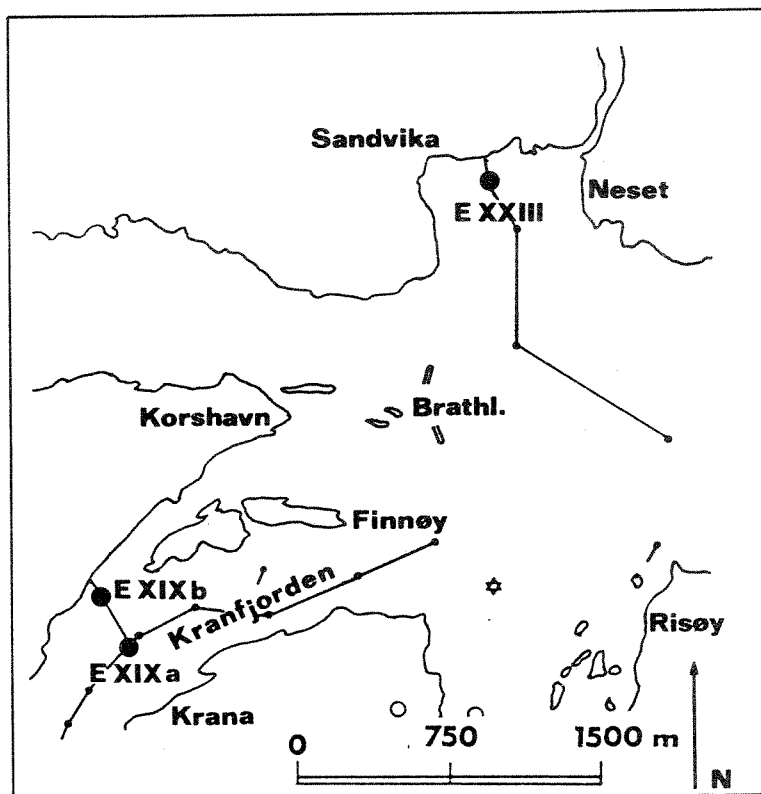 Sandvika
Neset
E XXIII
Korshavn
Brathl.
Finnøy
E XIXb
Kranfjorden
Risøy
E XIXa
Krana
0 750 1500 m
N